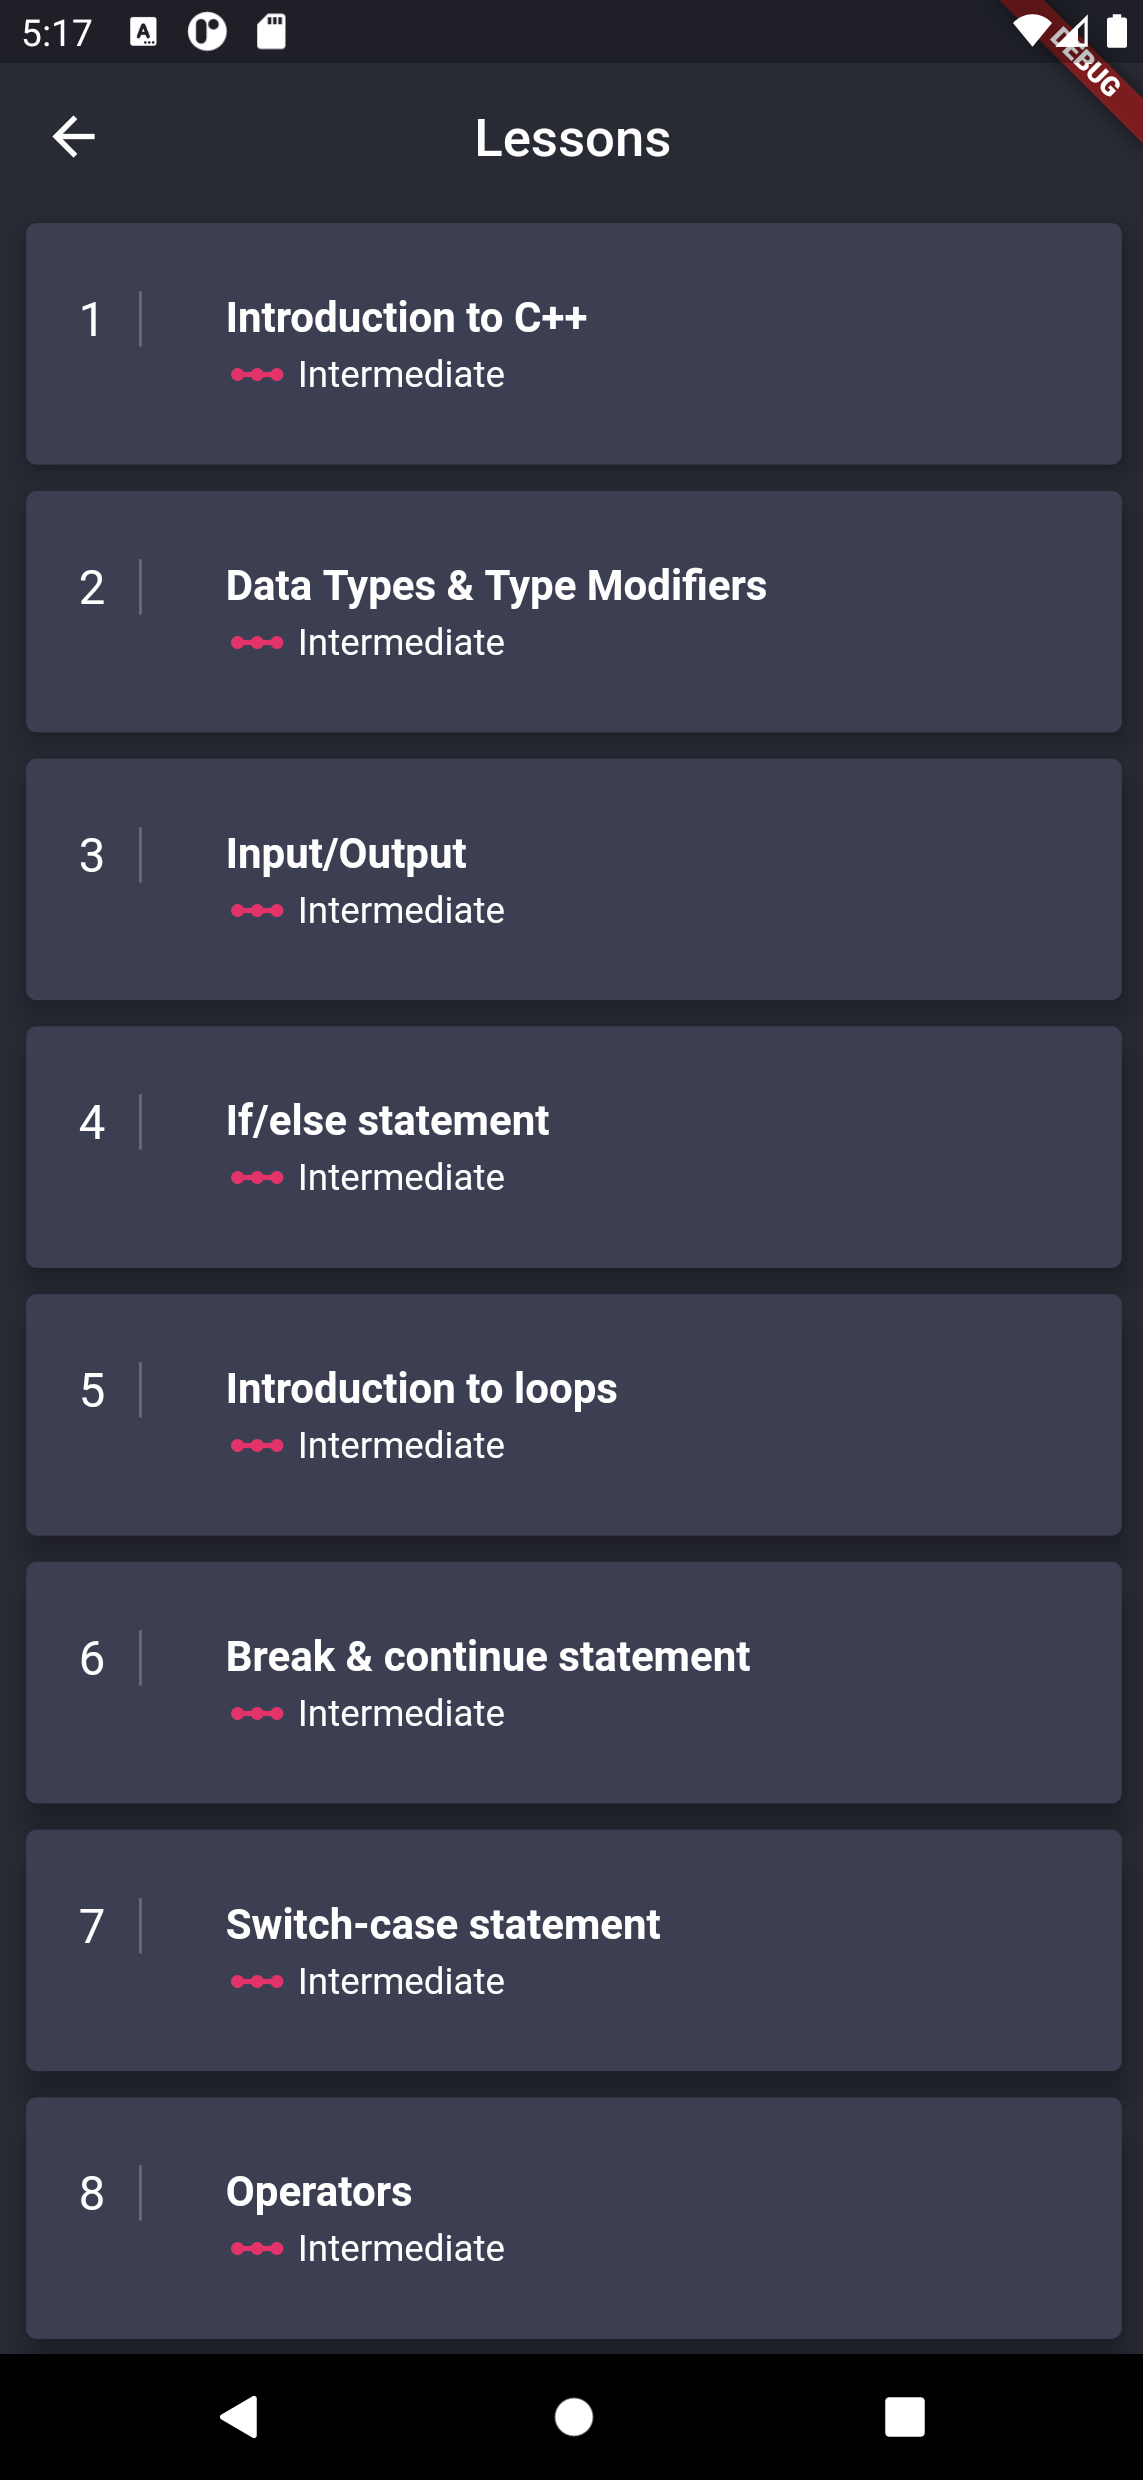 5:17
DEBUG
Lessons
1
Introduction to C++
Intermediate
2
Data Types & Type Modifiers
Intermediate
3
Input/Output
Intermediate
4
If/else statement
Intermediate
5
Introduction to loops
Intermediate
6
Break & continue statement
Intermediate
7
Switch-case statement
Intermediate
8
Operators
Intermediate